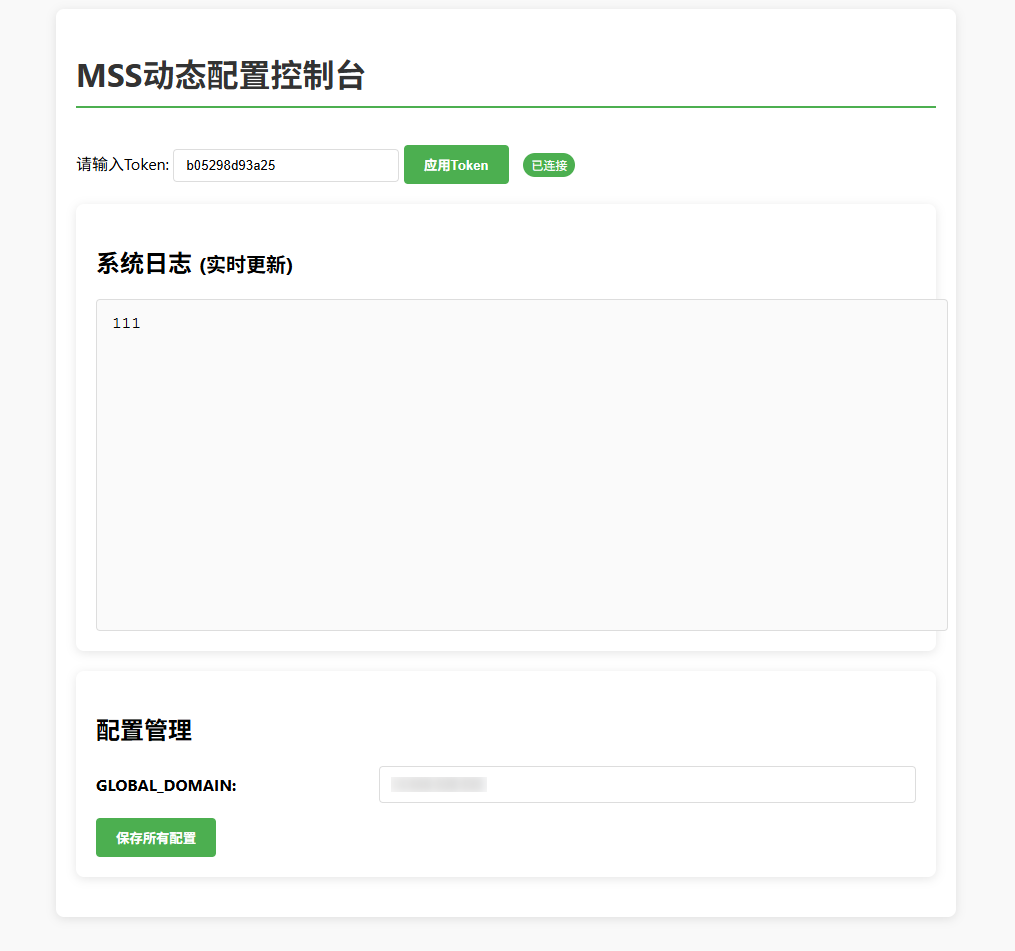 MSS动态配置控制台
请输入Token: b05298d93a25 应用Token 已连接
系统日志 (实时更新)
111
配置管理
GLOBAL_DOMAIN:
保存所有配置